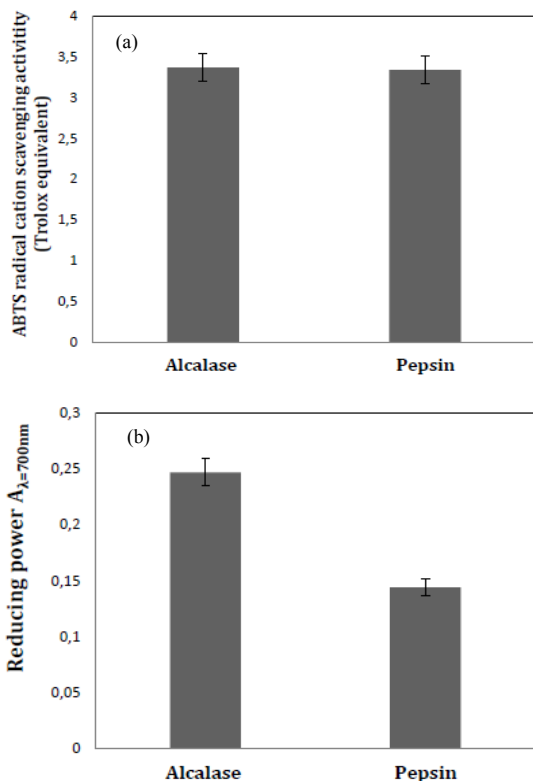 ABTS radical cation scavenging activitity
(Trolox equivalent)
(a)
4
3,5
3
2,5
2
1,5
1
0,5
0
Alcalase
Pepsin
Reducing power A λ=700nm
(b)
0,3
0,25
0,2
0,15
0,1
0,05
0
Alcalase
Pepsin